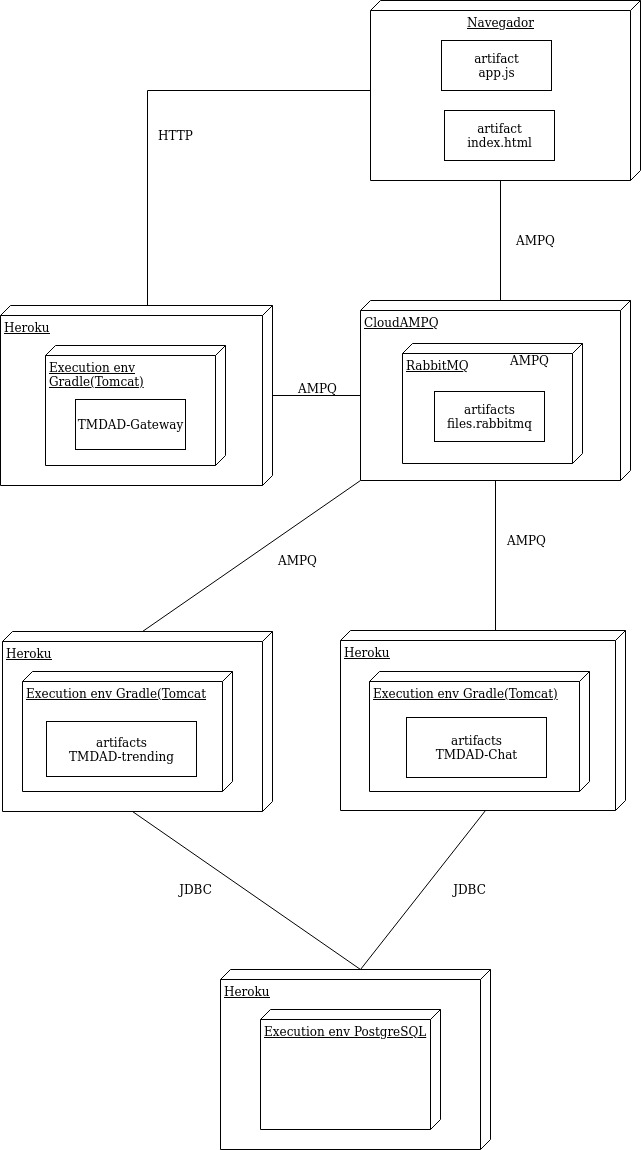 Navegador
artifact
app.js
artifact
index.html
HTTP
AMPQ
Heroku
Execution env
Gradle(Tomcat)
TMDAD-Gateway
AMPQ
CloudAMPQ
RabbitMQ
AMPQ
artifacts
files.rabbitmq
AMPQ
AMPQ
Heroku
Execution env Gradle(Tomcat
artifacts
TMDAD-trending
Heroku
Execution env Gradle(Tomcat)
artifacts
TMDAD-Chat
JDBC
JDBC
Heroku
Execution env PostgreSQL